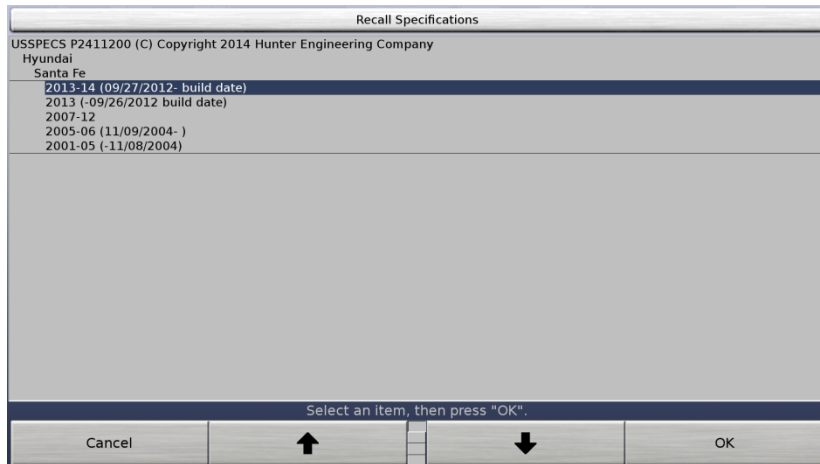 Recall Specifications
USSPECS P2411200 (C) Copyright 2014 Hunter Engineering Company
Hyundai
Santa Fe
2013-14 (09/27/2012- build date)
2013 (-09/26/2012 build date)
2007-12
2005-06 (11/09/2004- )
2001-05 (-11/08/2004)
Select an item, then press "OK".
Cancel
OK